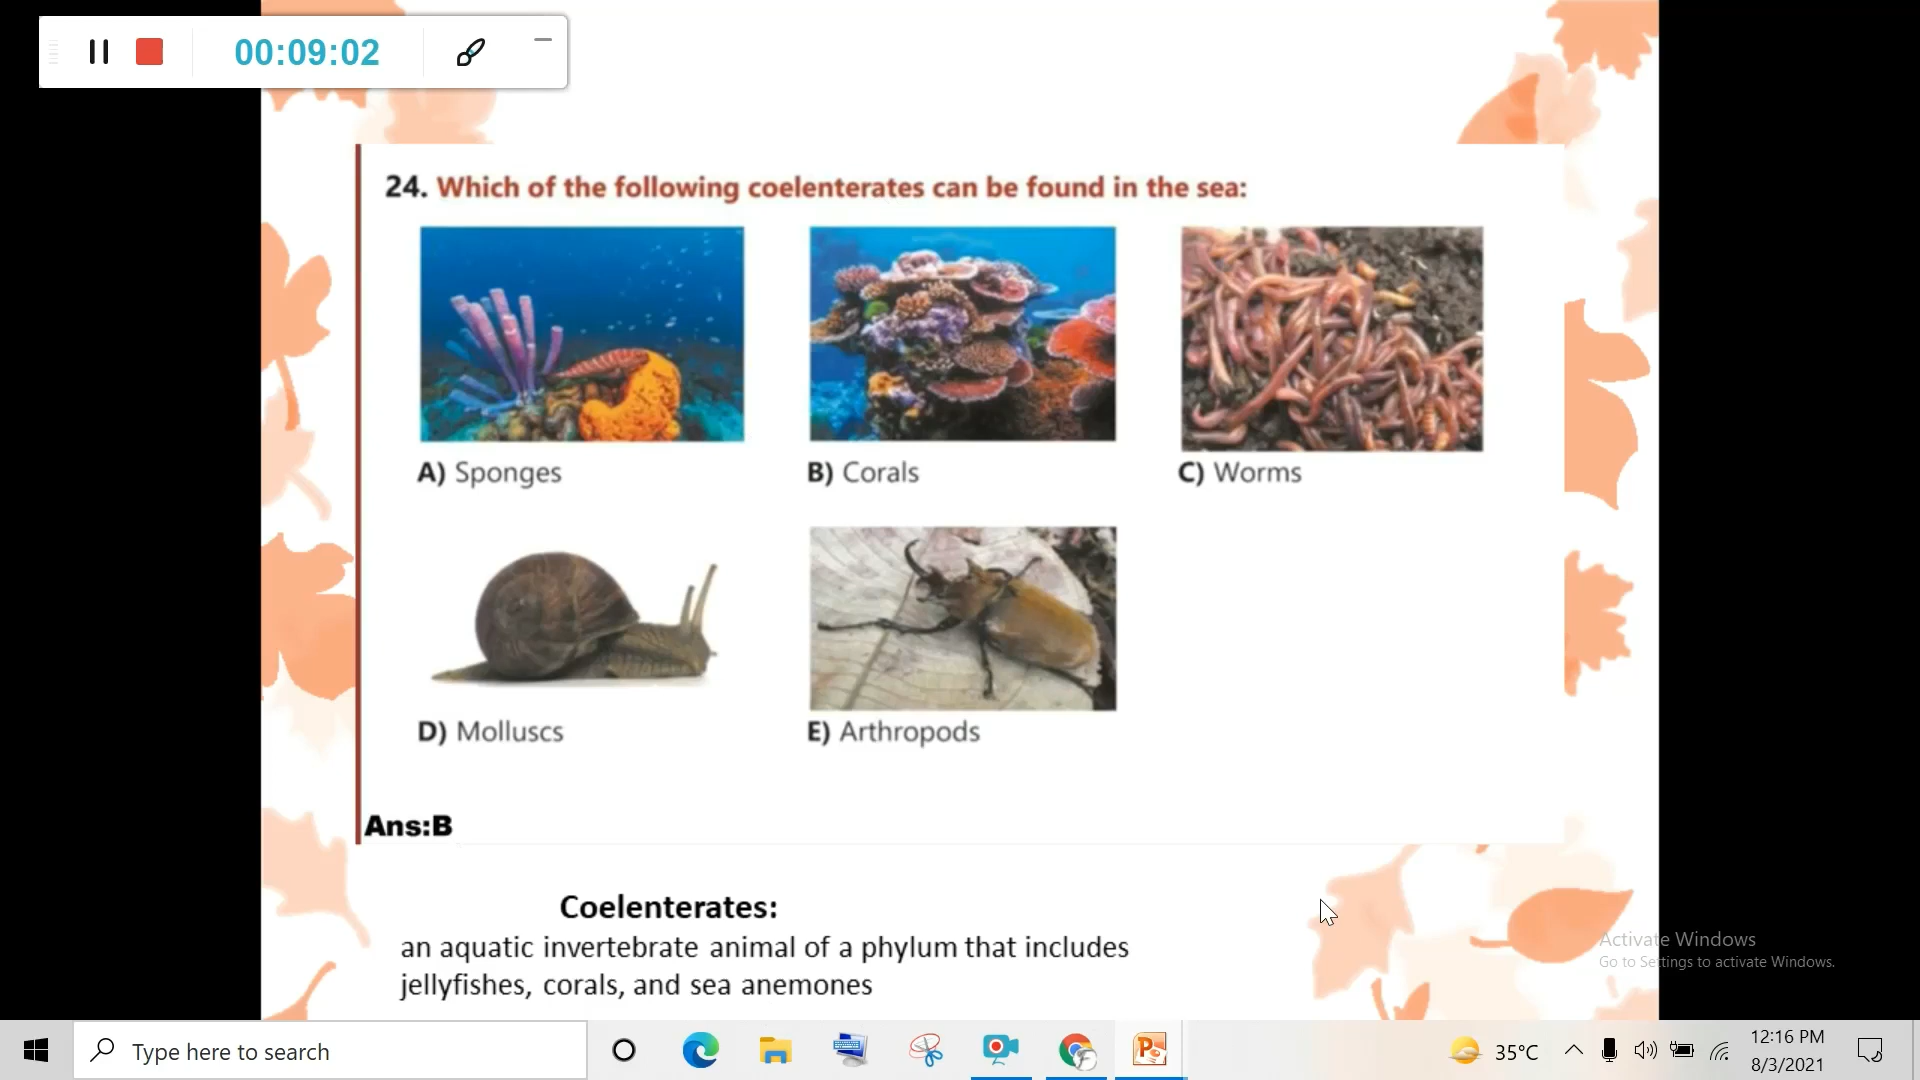 00:09:02
24. Which of the following coelenterates can be found in the sea:
A) Sponges
B) Corals
C) Worms
D) Molluscs
E) Arthropods
Ans:B
Coelenterates:
an aquatic invertebrate animal of a phylum that includes
jellyfishes, corals, and sea anemones
Activate Windows
Go to Settings to activate Windows.
Type here to search
35°C
12:16 PM
8/3/2021